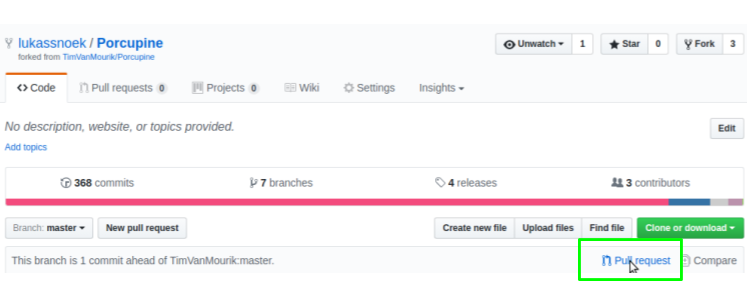 lukassnoek / Porcupine
Unwatch 1 Star 0 Fork 3
forked from TimVanMourik/Porcupine
Code Pull requests 0 Projects 0 Wiki Settings Insights
No description, website, or topics provided. Edit
Add topics
368 commits 7 branches 4 releases 3 contributors
Branch: master New pull request Create new file Upload files Find file Clone or download
This branch is 1 commit ahead of TimVanMourik:master. Pull request Compare